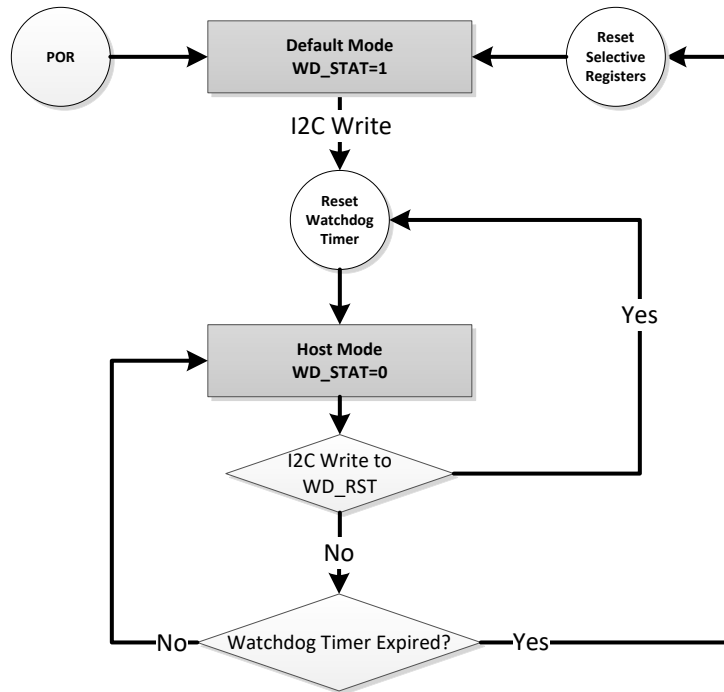 POR
Default Mode
WD_STAT=1
Reset
Selective
Registers
I2C Write
Reset
Watchdog
Timer
Yes
Host Mode
WD_STAT=0
I2C Write to
WD_RST
No
No
Watchdog Timer Expired?
Yes